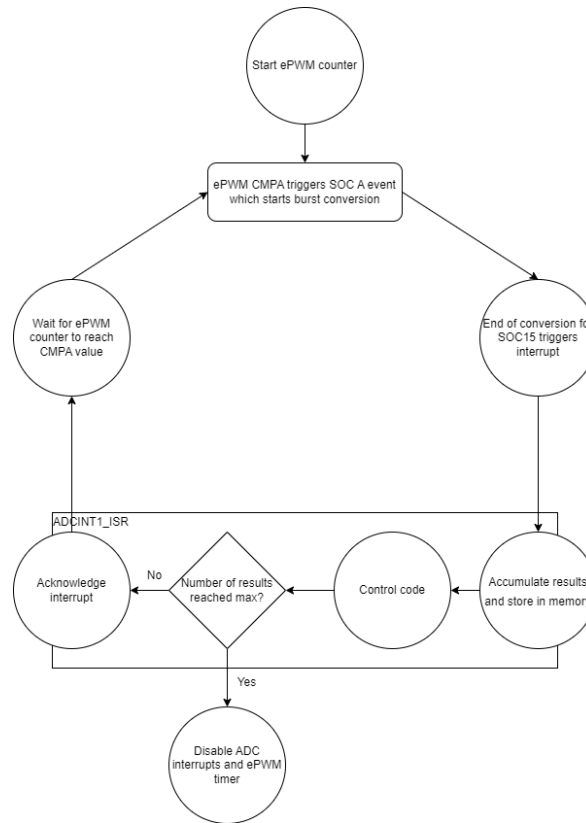 Start ePWM counter
ePWM CMPA triggers SOC A event
which starts burst conversion
Wait for ePWM
counter to reach
CMPA value
End of conversion for
SOC15 triggers
interrupt
ADCINT1_ISR
Acknowledge
interrupt
No
Number of results
reached max?
Control code
Accumulate results
and store in memory
Yes
Disable ADC
interrupts and ePWM
timer